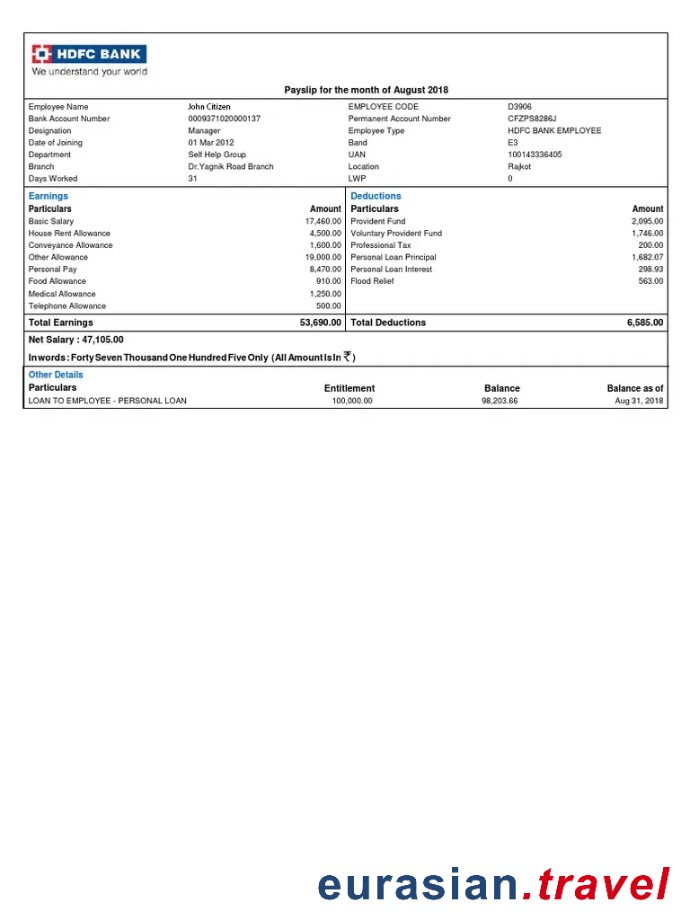 HDFC BANK
We understand your world
Payslip for the month of August 2018
Employee Name John Citizen EMPLOYEE CODE D3906
Bank Account Number 0009371020000137 Permanent Account Number CFZPS8286J
Designation Manager Employee Type HDFC BANK EMPLOYEE
Date of Joining 01 Mar 2012 Band E3
Department Self Help Group UAN 100143336405
Branch Dr.Yagnik Road Branch Location Rajkot
Days Worked 31 LWP 0
Earnings Deductions
Particulars Amount Particulars Amount
Basic Salary 17,460.00 Provident Fund 2,095.00
House Rent Allowance 4,500.00 Voluntary Provident Fund 1,746.00
Conveyance Allowance 1,600.00 Professional Tax 200.00
Other Allowance 19,000.00 Personal Loan Principal 1,682.07
Personal Pay 8,470.00 Personal Loan Interest 298.93
Food Allowance 910.00 Flood Relief 563.00
Medical Allowance 1,250.00
Telephone Allowance 500.00
Total Earnings 53,690.00 Total Deductions 6,585.00
Net Salary : 47,105.00
In words : Forty Seven Thousand One Hundred Five Only (All Amount Is In ₹)
Other Details
Particulars Entitlement Balance Balance as of
LOAN TO EMPLOYEE - PERSONAL LOAN 100,000.00 98,203.66 Aug 31, 2018
eurasian.travel